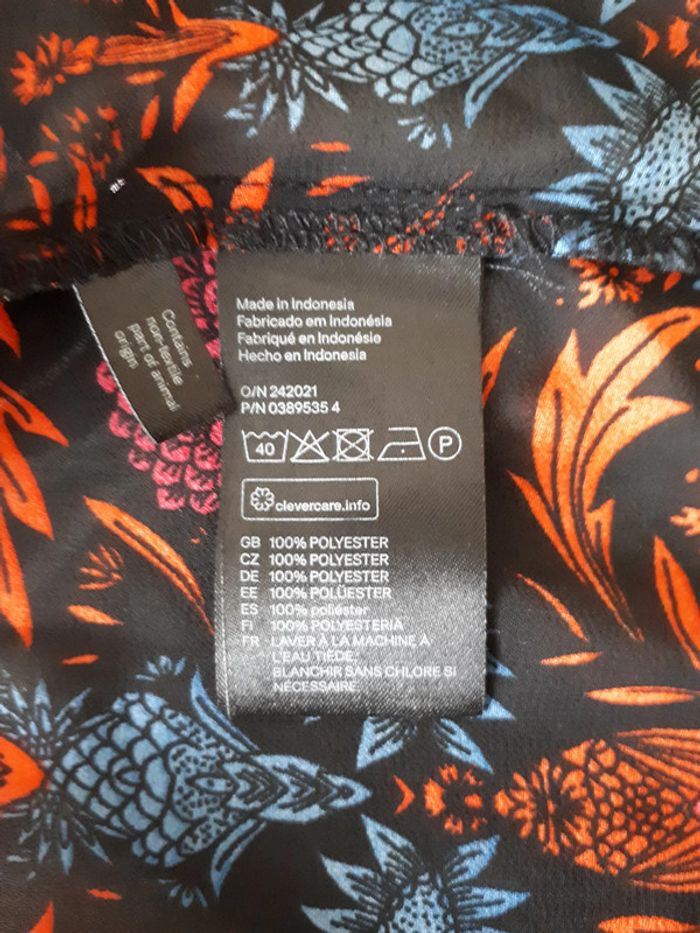 Contains
non-textile
part of animal
origin
Made in Indonesia
Fabricado em Indonésia
Fabriqué en Indonésie
Hecho en Indonesia
O/N 242021
P/N 0389535 4
40
P
clevercare.info
GB 100% POLYESTER
CZ 100% POLYESTER
DE 100% POLYESTER
EE 100% POLÜESTER
ES 100% poliéster
FI 100% POLYESTERIA
FR LAVER À LA MACHINE À
L'EAU TIÈDE.
BLANCHIR SANS CHLORE SI
NÉCESSAIRE.